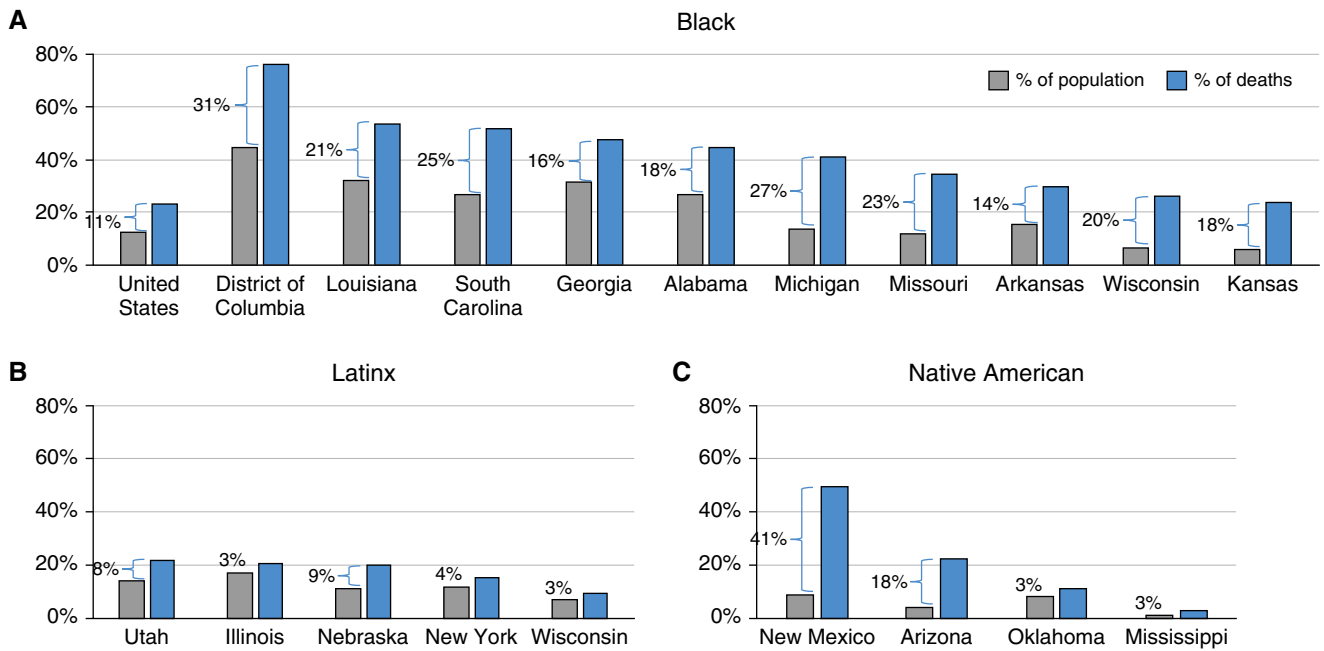 A
Black
80%
60%
40%
20%
0%
% of population
% of deaths
11%
31%
21%
25%
16%
18%
27%
23%
14%
20%
18%
United States
District of Columbia
Louisiana
South Carolina
Georgia
Alabama
Michigan
Missouri
Arkansas
Wisconsin
Kansas
B
Latinx
80%
60%
40%
20%
0%
8%
3%
9%
4%
3%
Utah
Illinois
Nebraska
New York
Wisconsin
C
Native American
80%
60%
40%
20%
0%
41%
18%
3%
3%
New Mexico
Arizona
Oklahoma
Mississippi